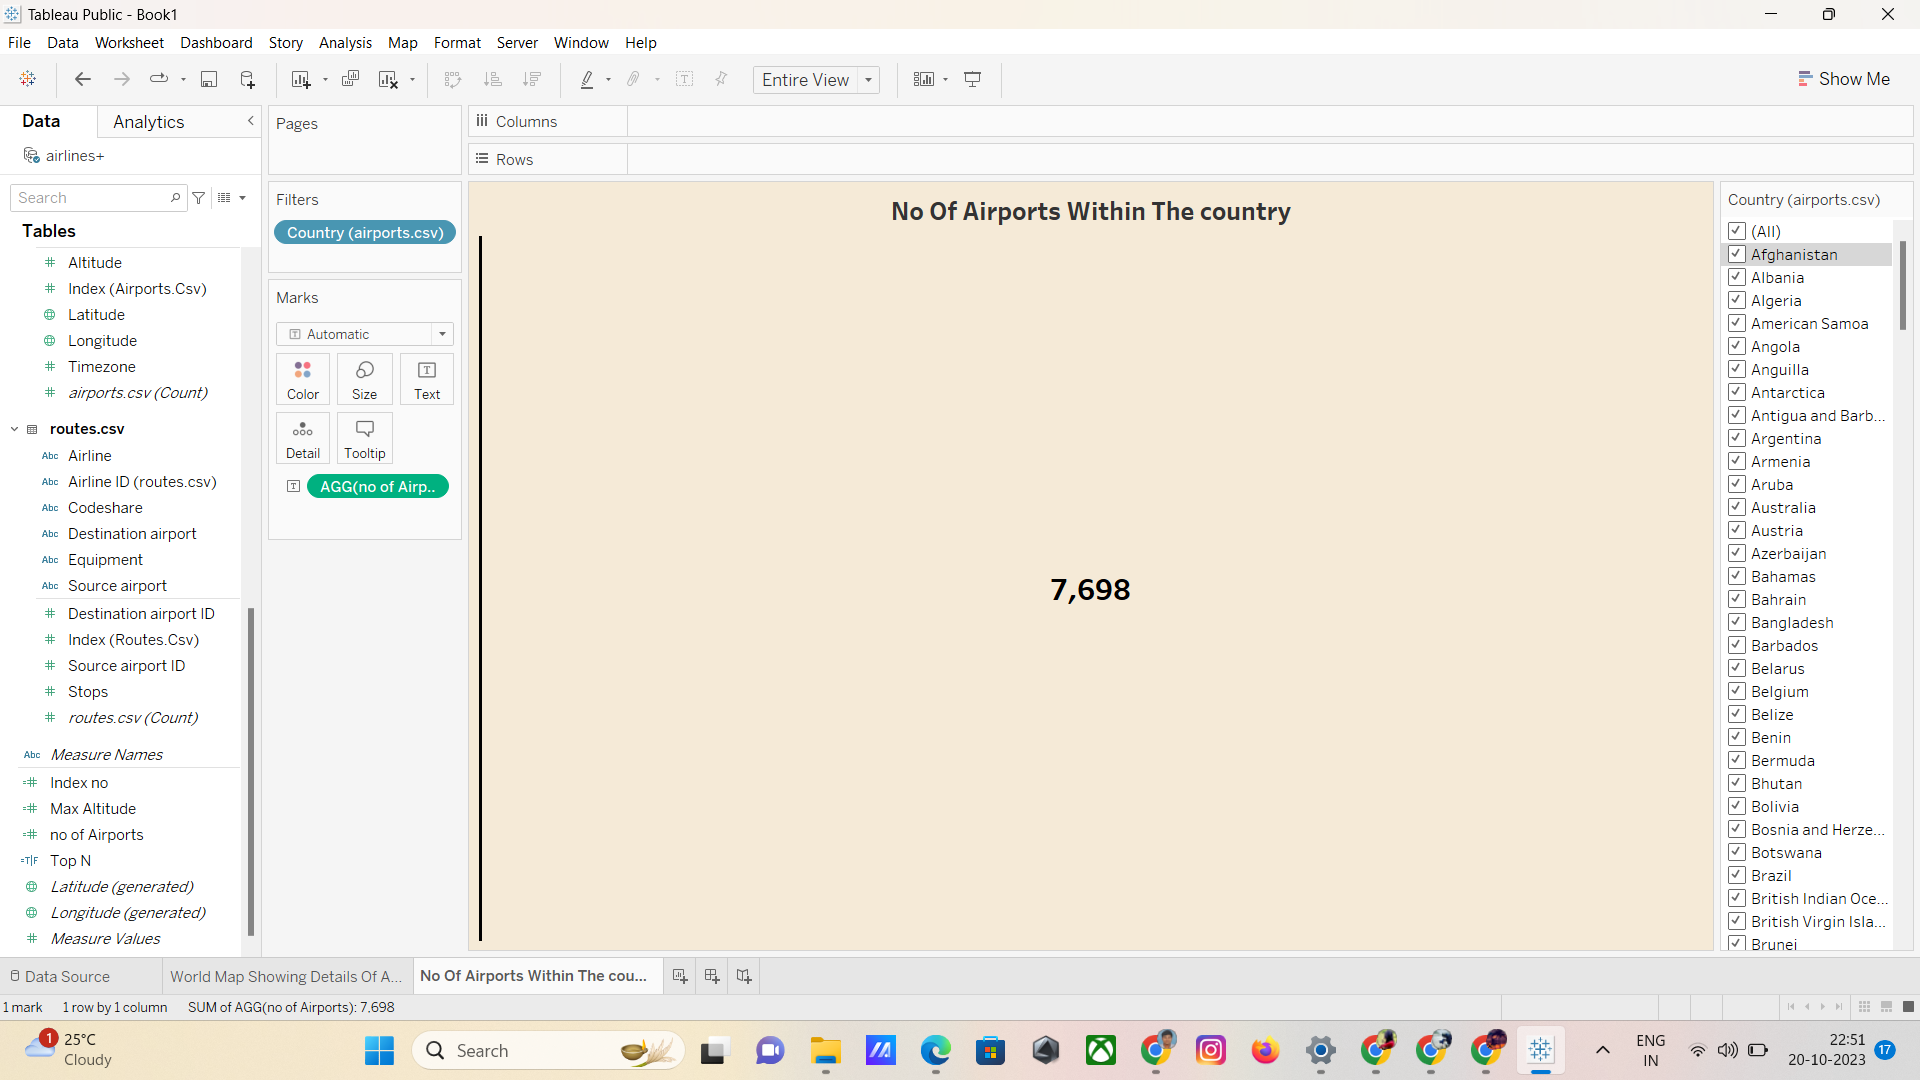 Tableau Public - Book1
File Data Worksheet Dashboard Story Analysis Map Format Server Window Help
Entire View
Show Me
Data
Analytics
airlines+
Search
Tables
Altitude
Index (Airports.Csv)
Latitude
Longitude
Timezone
airports.csv (Count)
routes.csv
Abc Airline
Abc Airline ID (routes.csv)
Abc Codeshare
Abc Destination airport
Abc Equipment
Abc Source airport
Destination airport ID
Index (Routes.Csv)
Source airport ID
Stops
routes.csv (Count)
Abc Measure Names
Index no
Max Altitude
no of Airports
=T|F Top N
Latitude (generated)
Longitude (generated)
Measure Values
Pages
Filters
Country (airports.csv)
Marks
Automatic
Color
Size
Text
Detail
Tooltip
AGG(no of Airp..
Columns
Rows
No Of Airports Within The country
7,698
Country (airports.csv)
(All)
Afghanistan
Albania
Algeria
American Samoa
Angola
Anguilla
Antarctica
Antigua and Barb...
Argentina
Armenia
Aruba
Australia
Austria
Azerbaijan
Bahamas
Bahrain
Bangladesh
Barbados
Belarus
Belgium
Belize
Benin
Bermuda
Bhutan
Bolivia
Bosnia and Herze...
Botswana
Brazil
British Indian Oce...
British Virgin Isla...
Brunei
Data Source
World Map Showing Details Of A...
No Of Airports Within The cou...
1 mark
1 row by 1 column
SUM of AGG(no of Airports): 7.698
1
25°C
Cloudy
Search
ENG
IN
22:51
20-10-2023
17